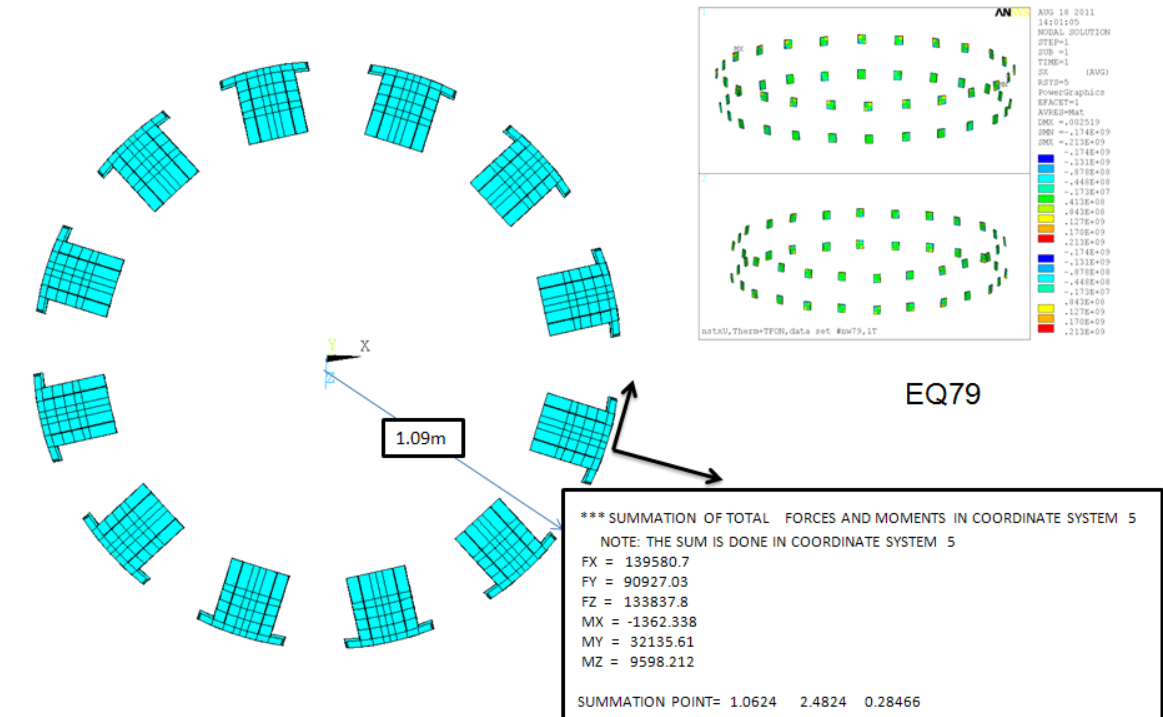 1
ANSYS
AUG 18 2011
14:01:05
NODAL SOLUTION
STEP=1
SUB =1
TIME=1
SX (AVG)
RSYS=5
PowerGraphics
EFACET=1
AVRES=Mat
DMX =.002519
SMN =-.174E+09
SMX =.213E+09
-.174E+09
-.131E+09
-.878E+08
-.448E+08
-.173E+07
.413E+08
.843E+08
.127E+09
.170E+09
.213E+09
-.174E+09
-.131E+09
-.878E+08
-.448E+08
-.173E+07
.843E+08
.127E+09
.170E+09
.213E+09
MX
2
nstxU,Therm=TFON,data set #nw79,1T
Y X
EQ79
1.09m
*** SUMMATION OF TOTAL FORCES AND MOMENTS IN COORDINATE SYSTEM 5
NOTE: THE SUM IS DONE IN COORDINATE SYSTEM 5
FX = 139580.7
FY = 90927.03
FZ = 133837.8
MX = -1362.338
MY = 32135.61
MZ = 9598.212
SUMMATION POINT= 1.0624 2.4824 0.28466